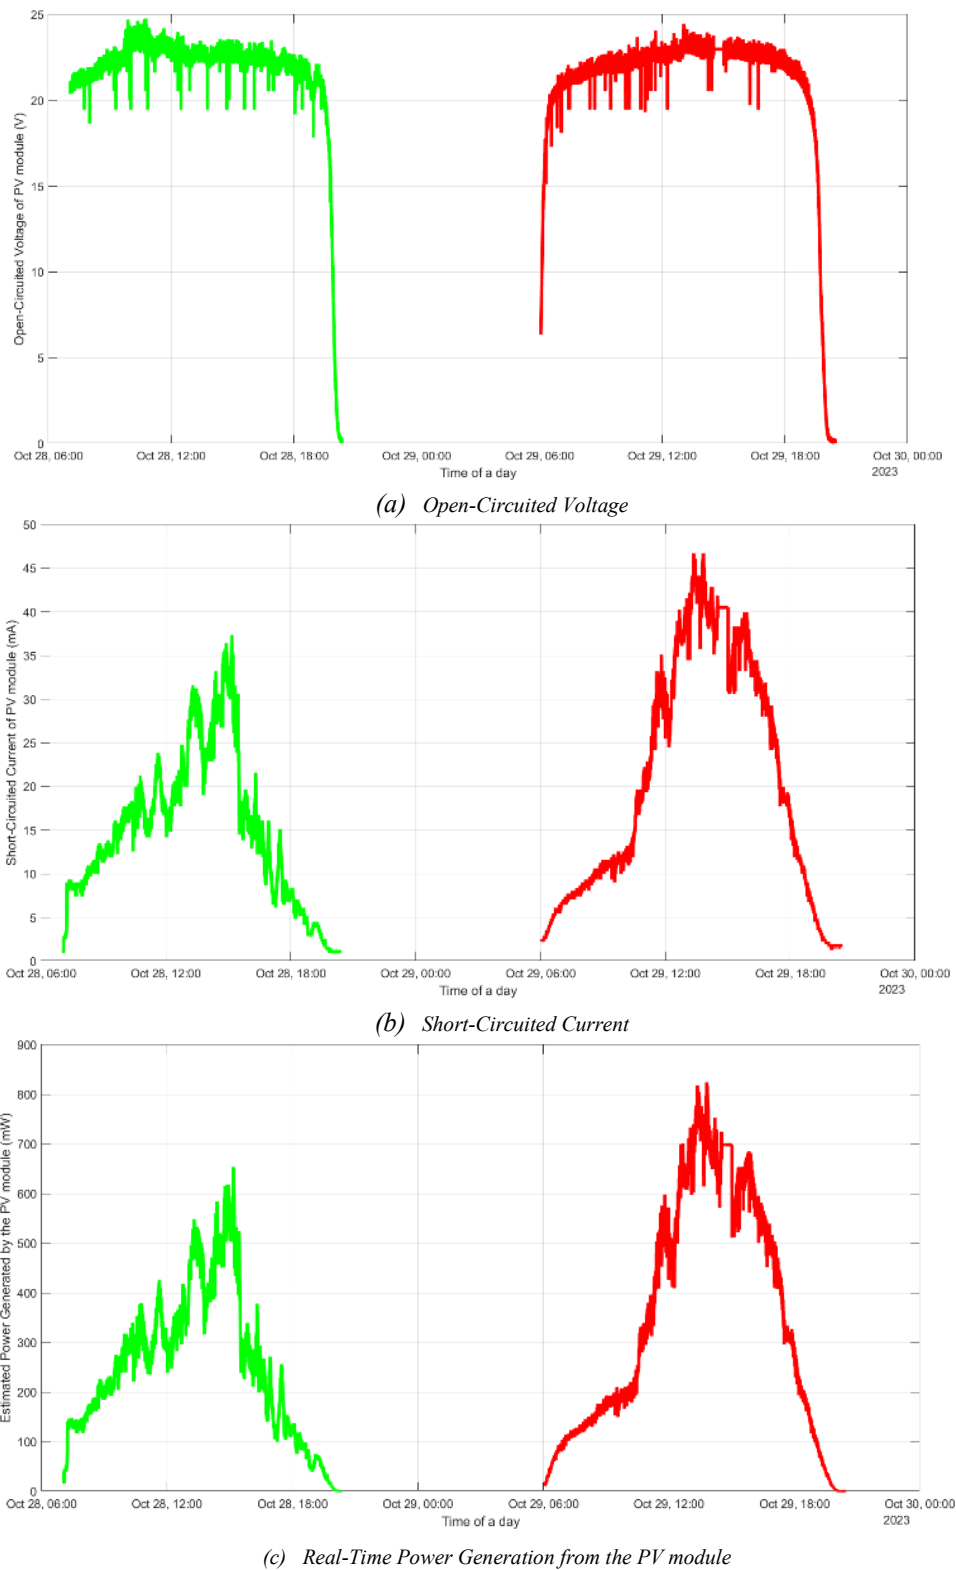 25
20
15
10
5
0
Open-Circuited Voltage of PV module (V)
Oct 28, 06:00 Oct 28, 12:00 Oct 28, 18:00 Oct 29, 00:00 Oct 29, 06:00 Oct 29, 12:00 Oct 29, 18:00 Oct 30, 00:00
Time of a day
2023
(a) Open-Circuited Voltage
50
45
40
35
30
25
20
15
10
5
0
Short-Circuited Current of PV module (mA)
Oct 28, 06:00 Oct 28, 12:00 Oct 28, 18:00 Oct 29, 00:00 Oct 29, 06:00 Oct 29, 12:00 Oct 29, 18:00 Oct 30, 00:00
Time of a day
2023
(b) Short-Circuited Current
900
800
700
600
500
400
300
200
100
0
Estimated Power Generated by the PV module (mW)
Oct 28, 06:00 Oct 28, 12:00 Oct 28, 18:00 Oct 29, 00:00 Oct 29, 06:00 Oct 29, 12:00 Oct 29, 18:00 Oct 30, 00:00
Time of a day
2023
(c) Real-Time Power Generation from the PV module